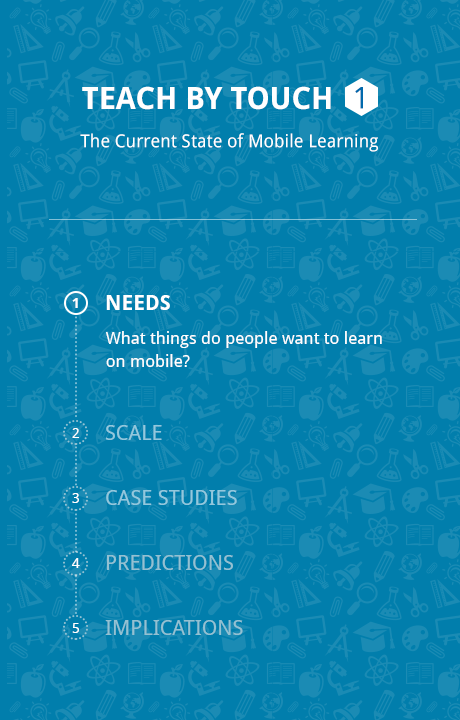 TEACH BY TOUCH 1
The Current State of Mobile Learning
1 NEEDS
What things do people want to learn
on mobile?
2 SCALE
3 CASE STUDIES
4 PREDICTIONS
5 IMPLICATIONS